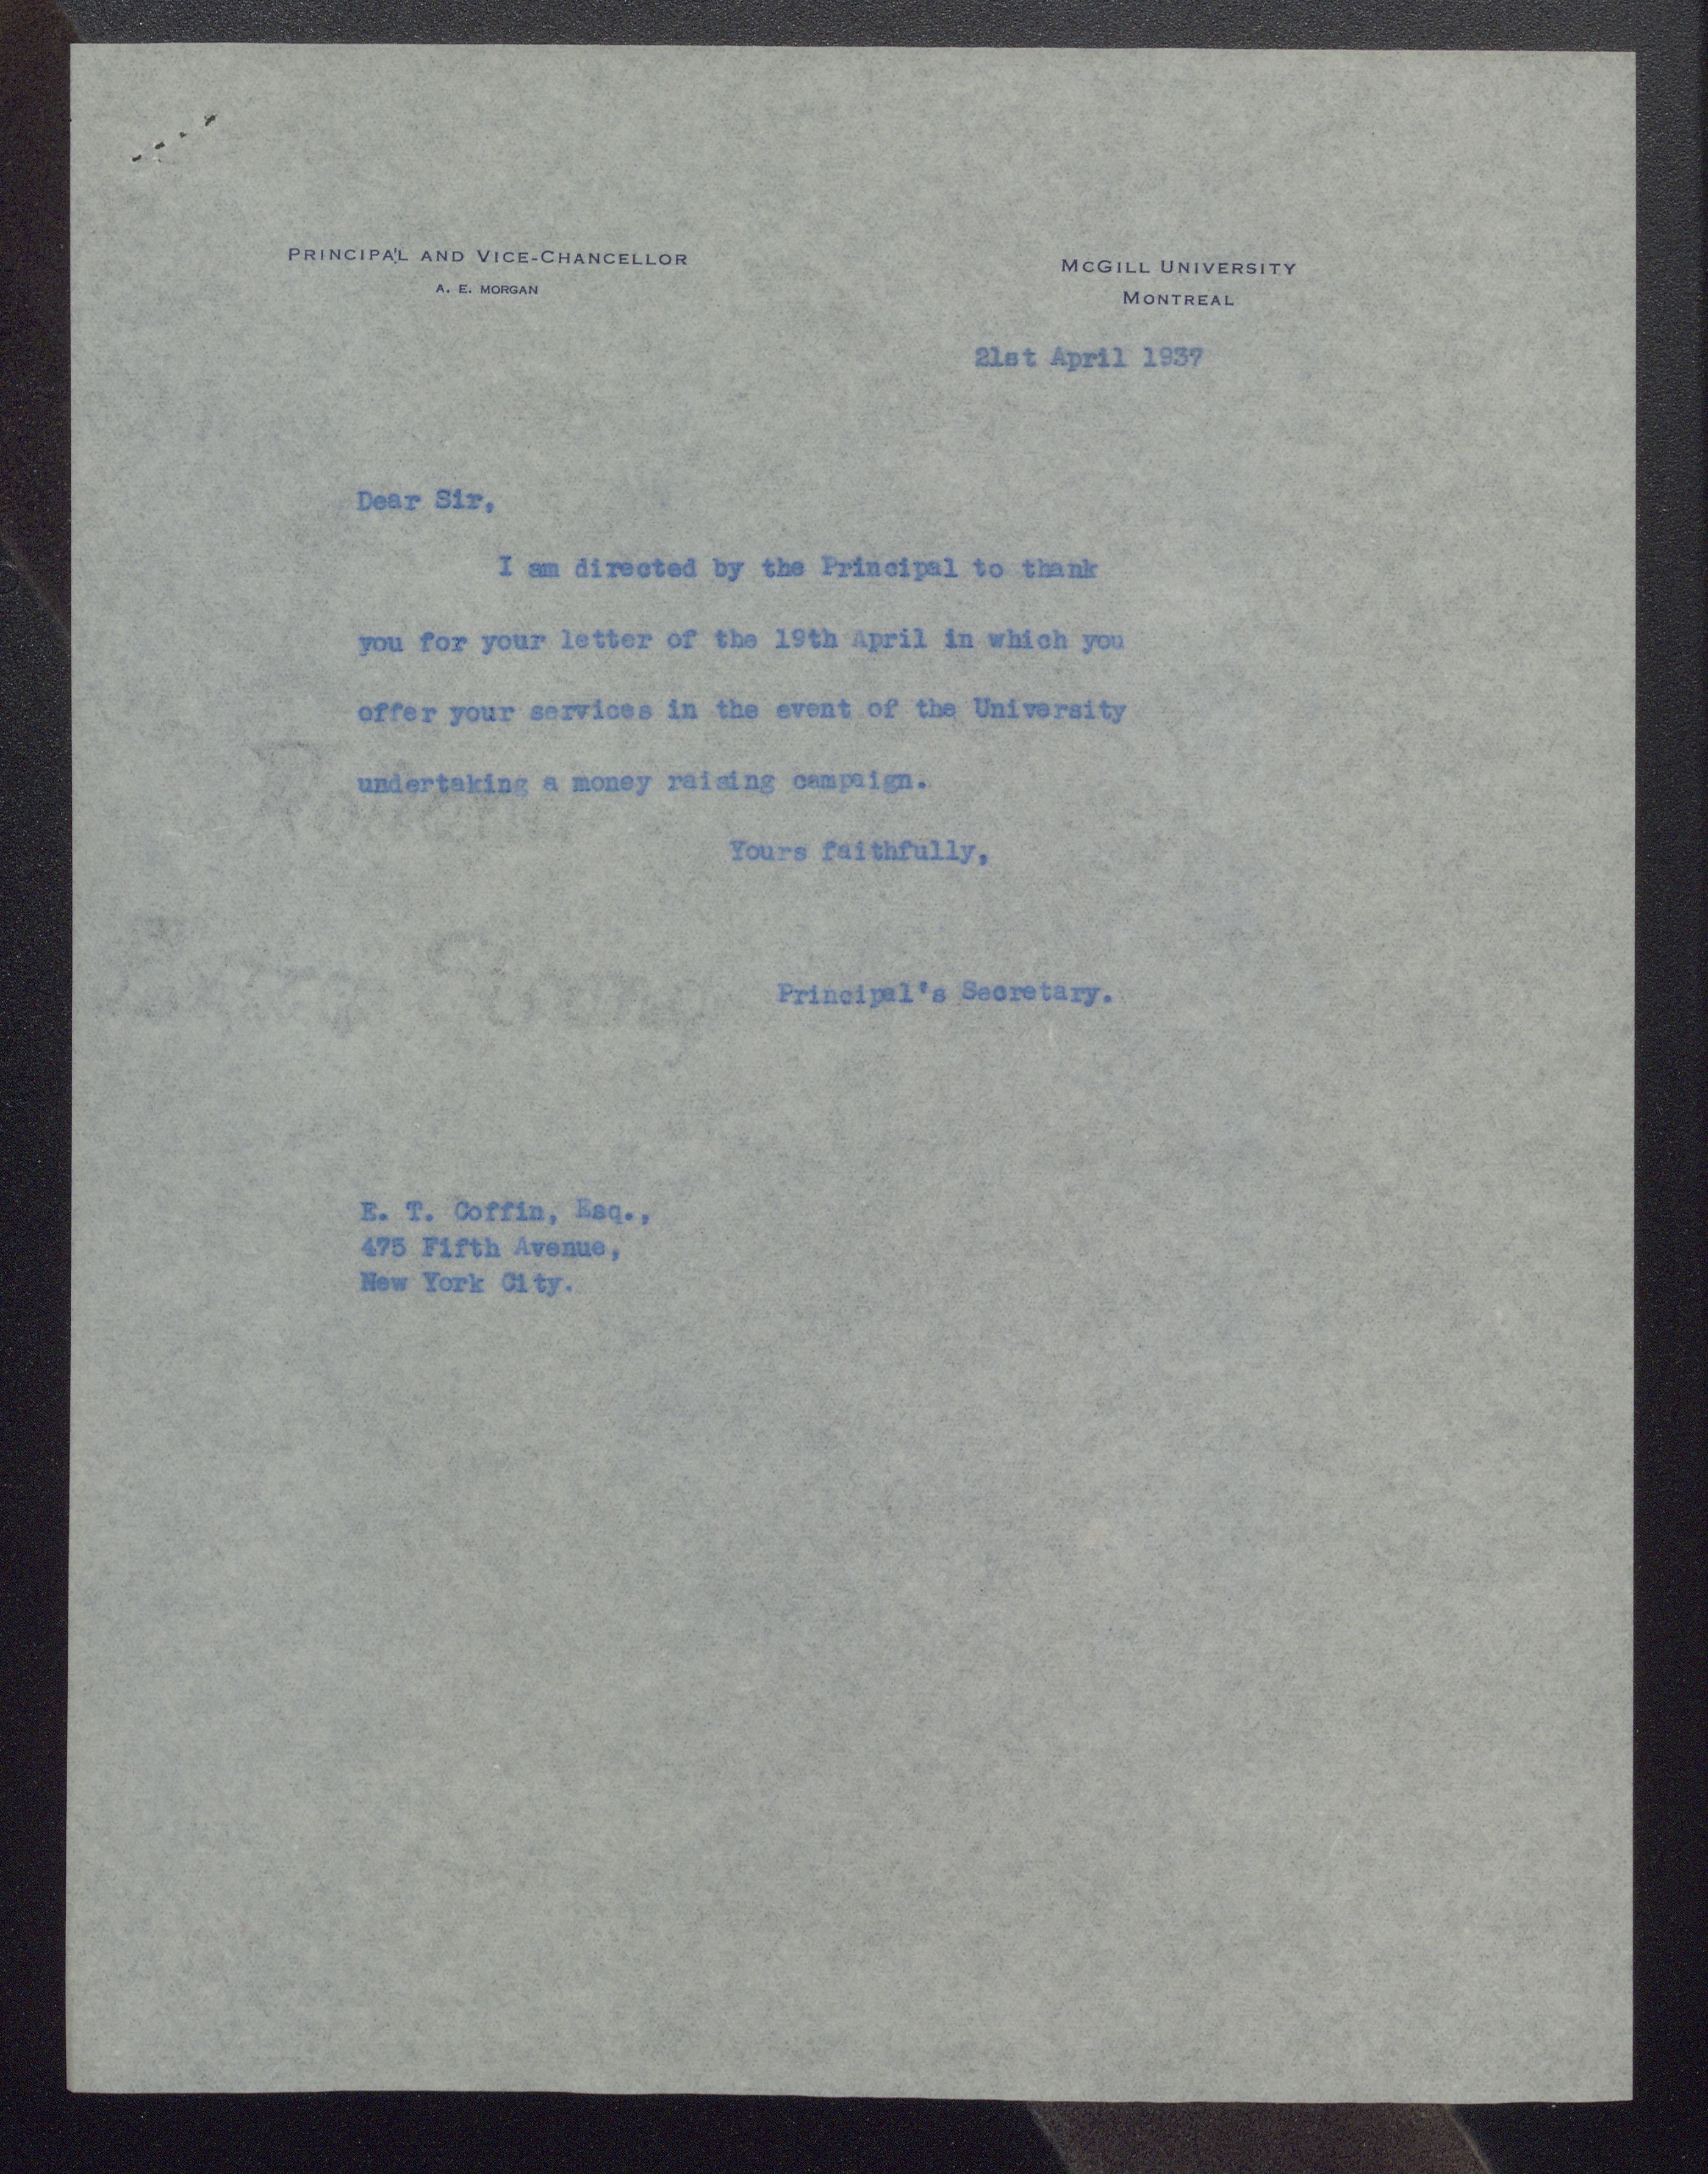 PRINCIPAL AND VICE-CHANCELLOR
A. E. MORGAN
MCGILL UNIVERSITY
MONTREAL
21st April 1937
Dear Sir,
I am directed by the Principal to thank
you for your letter of the 19th April in which you
offer your services in the event of the University
undertaking a money raising campaign.
Yours faithfully,
Principal's Secretary.
E. T. Coffin, Esq.,
475 Fifth Avenue,
New York City.